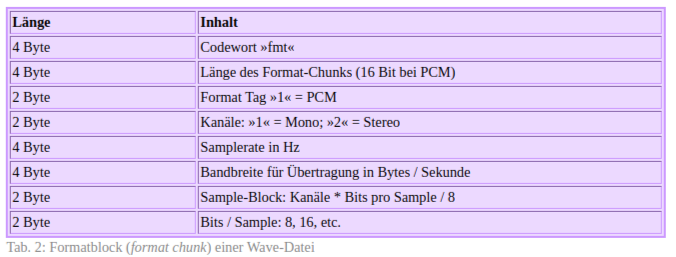 Länge Inhalt
4 Byte Codewort »fmt«
4 Byte Länge des Format-Chunks (16 Bit bei PCM)
2 Byte Format Tag »1« = PCM
2 Byte Kanäle: »1« = Mono; »2« = Stereo
4 Byte Samplerate in Hz
4 Byte Bandbreite für Übertragung in Bytes / Sekunde
2 Byte Sample-Block: Kanäle * Bits pro Sample / 8
2 Byte Bits / Sample: 8, 16, etc.
Tab. 2: Formatblock (format chunk) einer Wave-Datei